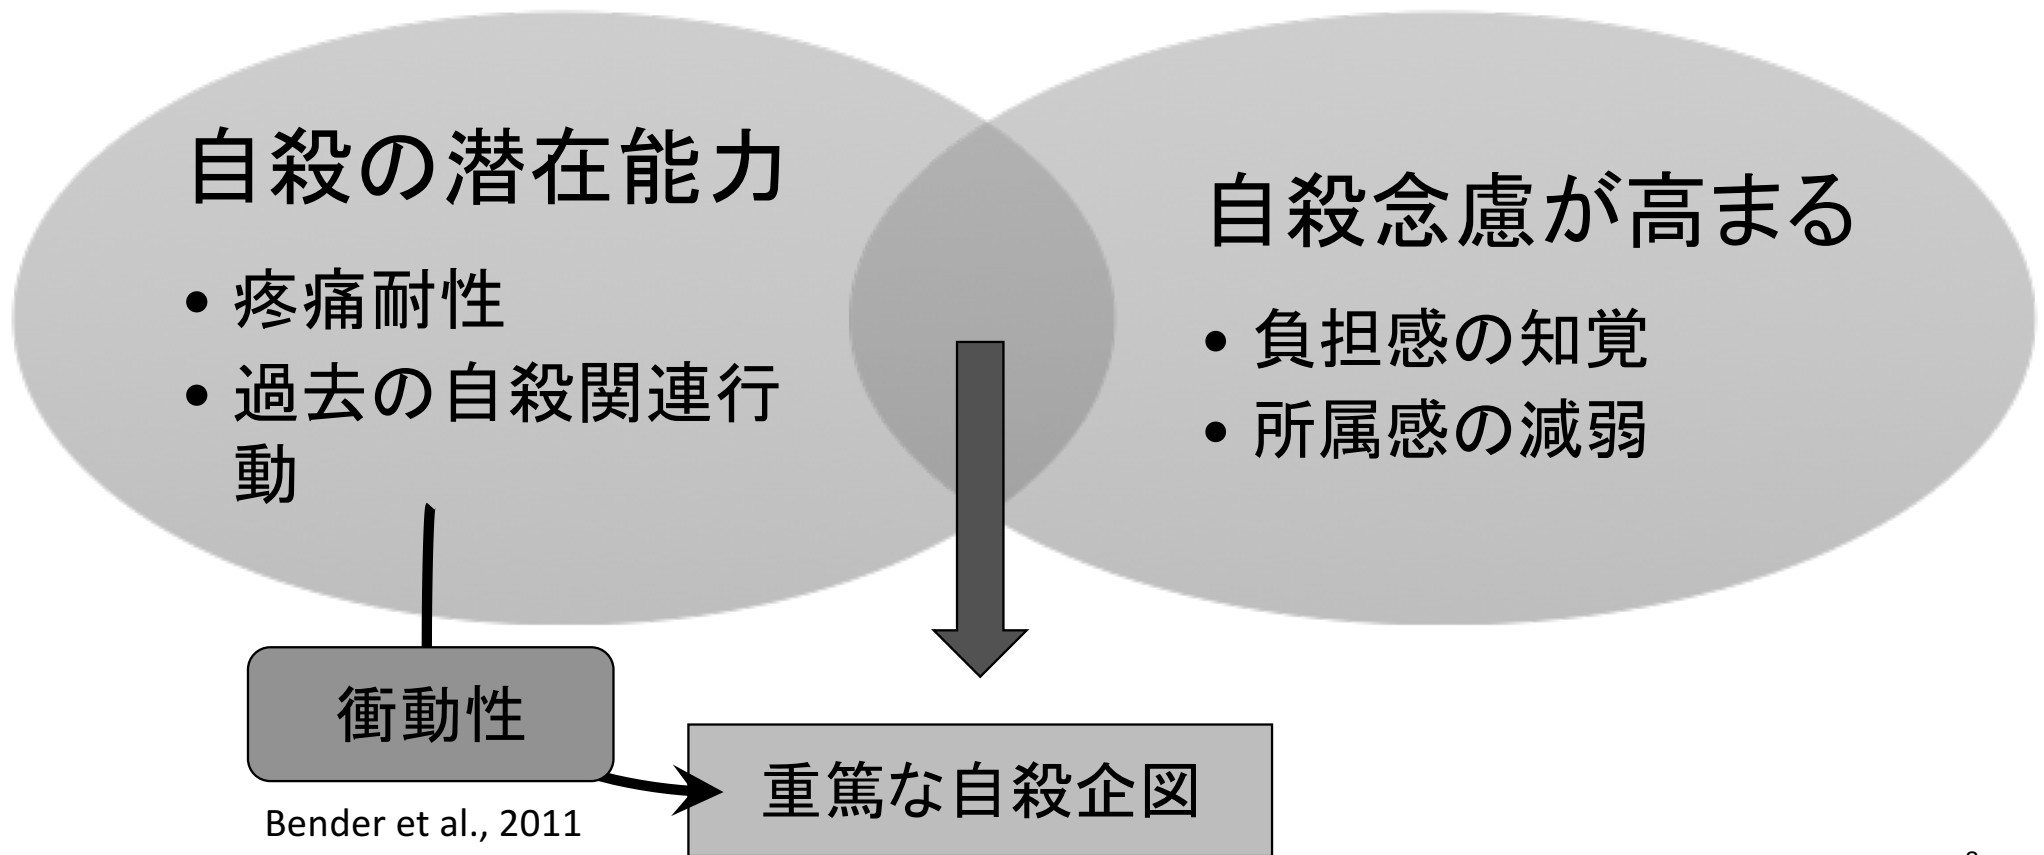 自殺の潜在能力
• 疼痛耐性
• 過去の自殺関連行
動
自殺念慮が高まる
• 負担感の知覚
• 所属感の減弱
衝動性
Bender et al., 2011
重篤な自殺企図